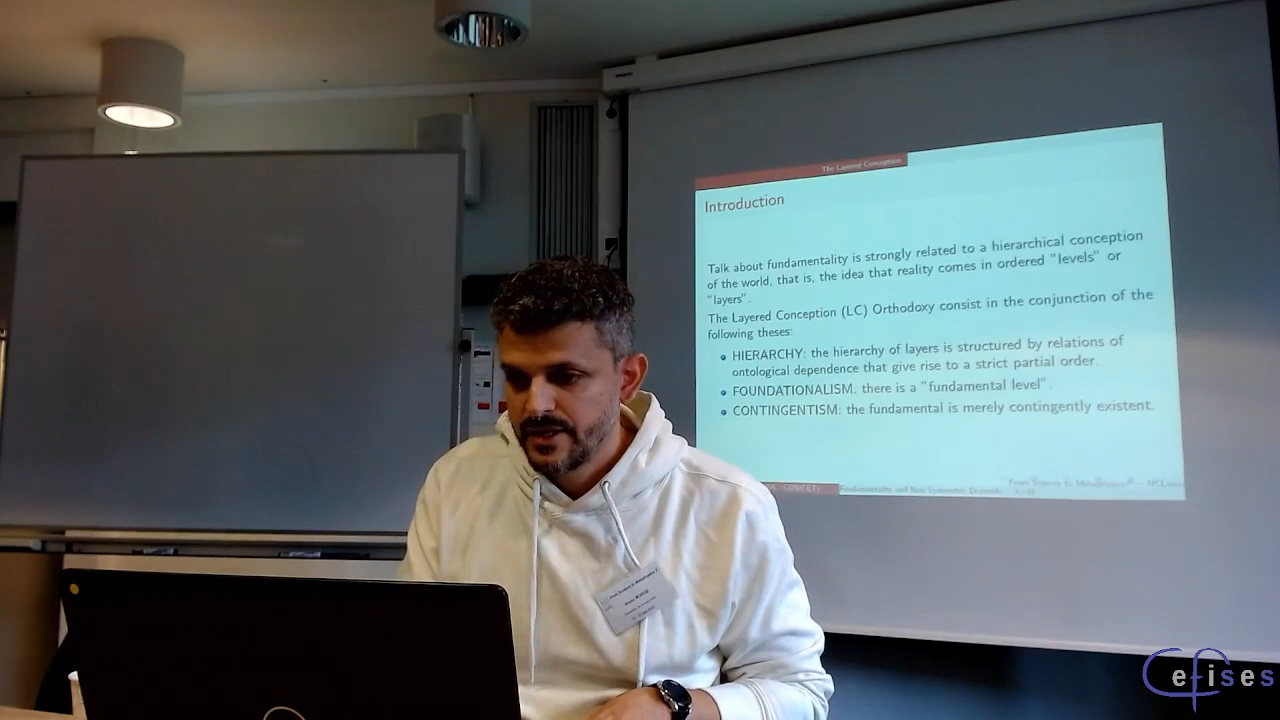 The Layered Conception
Introduction
Talk about fundamentality is strongly related to a hierarchical conception
of the world, that is, the idea that reality comes in ordered "levels" or
"layers".
The Layered Conception (LC) Orthodoxy consist in the conjunction of the
following theses:
HIERARCHY: the hierarchy of layers is structured by relations of
ontological dependence that give rise to a strict partial order.
FOUNDATIONALISM. there is a "fundamental level".
CONTINGENTISM: the fundamental is merely contingently existent.
From Science to Metaphysics
Fundamentality and Non-Symmetric
From Science to Metaphysics
efises